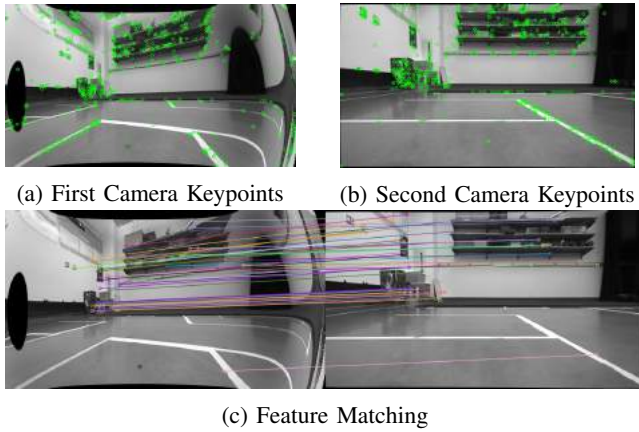 (a) First Camera Keypoints
(b) Second Camera Keypoints
(c) Feature Matching